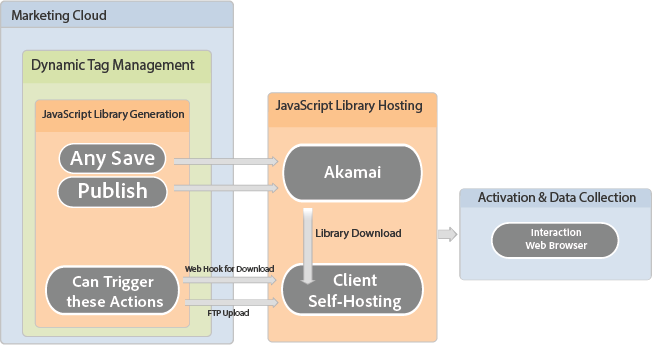 Marketing Cloud
Dynamic Tag Management
JavaScript Library Generation
Any Save
Publish
Can Trigger
these Actions
Web Hook for Download
FTP Upload
JavaScript Library Hosting
Akamai
Library Download
Client
Self-Hosting
Activation & Data Collection
Interaction
Web Browser